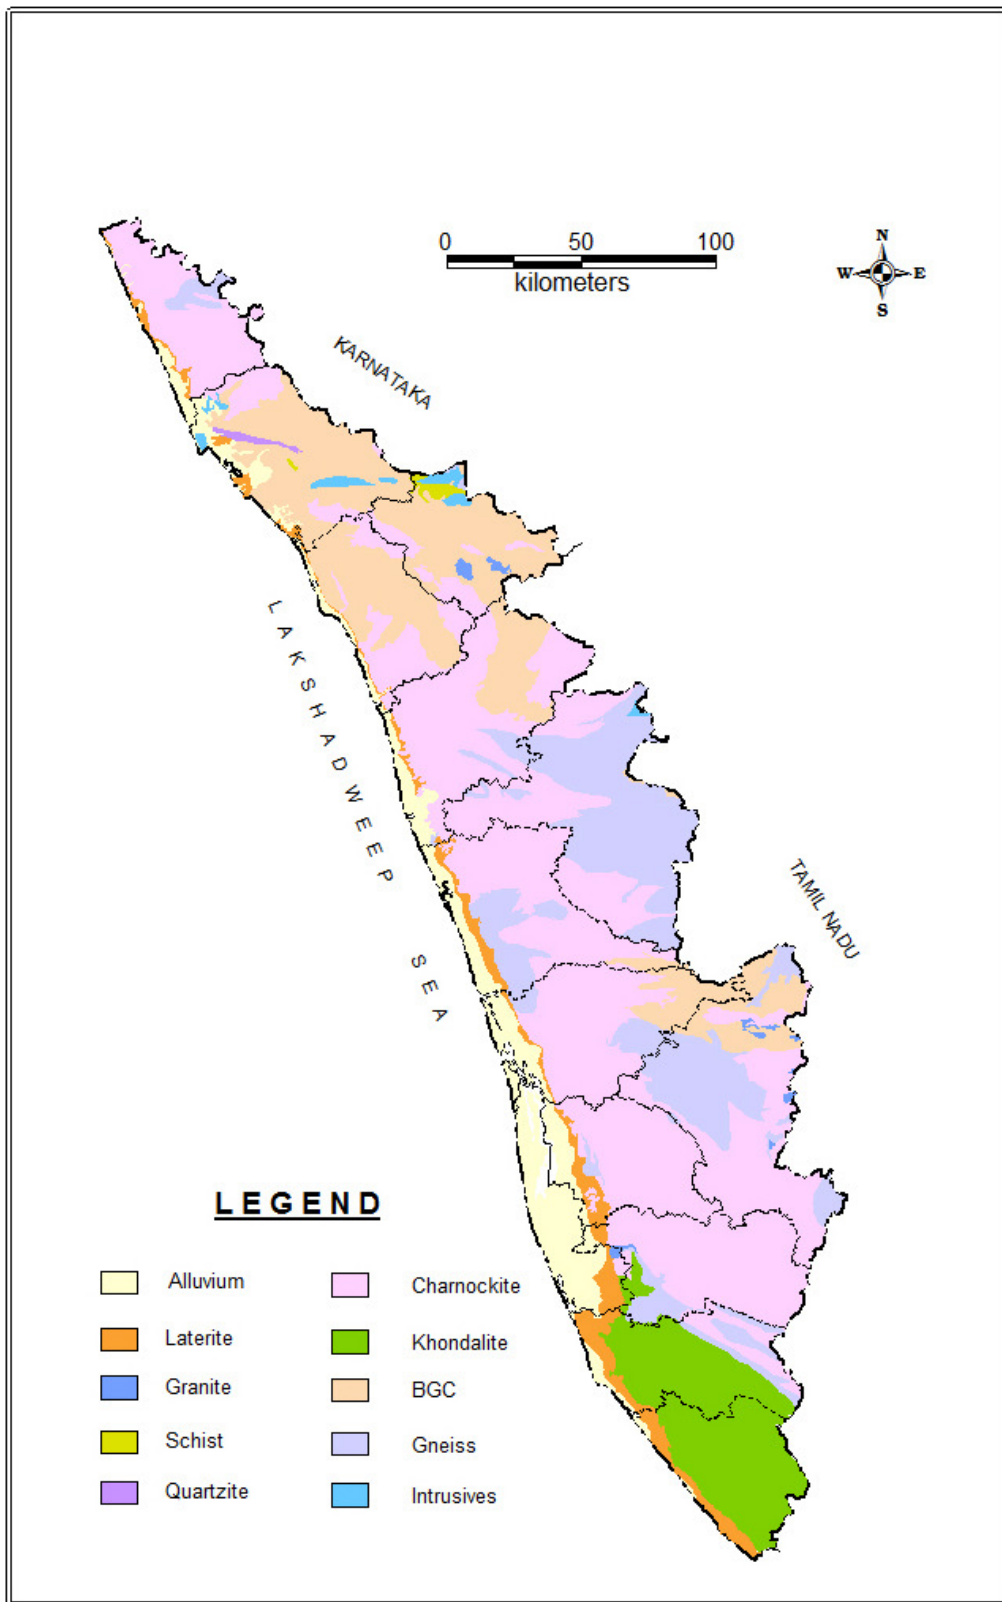 0 50 100
kilometers
N
W E
S
KARNATAKA
LAKSHADWEEP SEA
TAMIL NADU
LEGEND
Alluvium
Laterite
Granite
Schist
Quartzite
Charnockite
Khondalite
BGC
Gneiss
Intrusives